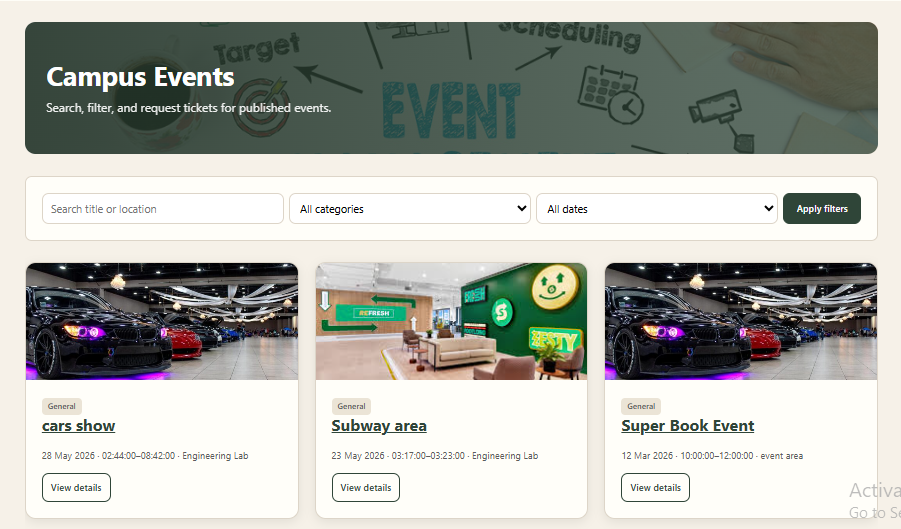 Target
Scheduling
Campus Events
Search, filter, and request tickets for published events.
EVENT
Search title or location
All categories
All dates
Apply filters
REFRESH
General
cars show
28 May 2026 · 02:44:00–08:42:00 · Engineering Lab
View details
General
Subway area
23 May 2026 · 03:17:00–03:23:00 · Engineering Lab
View details
General
Super Book Event
12 Mar 2026 · 10:00:00–12:00:00 · event area
View details
Activa
Go to Se